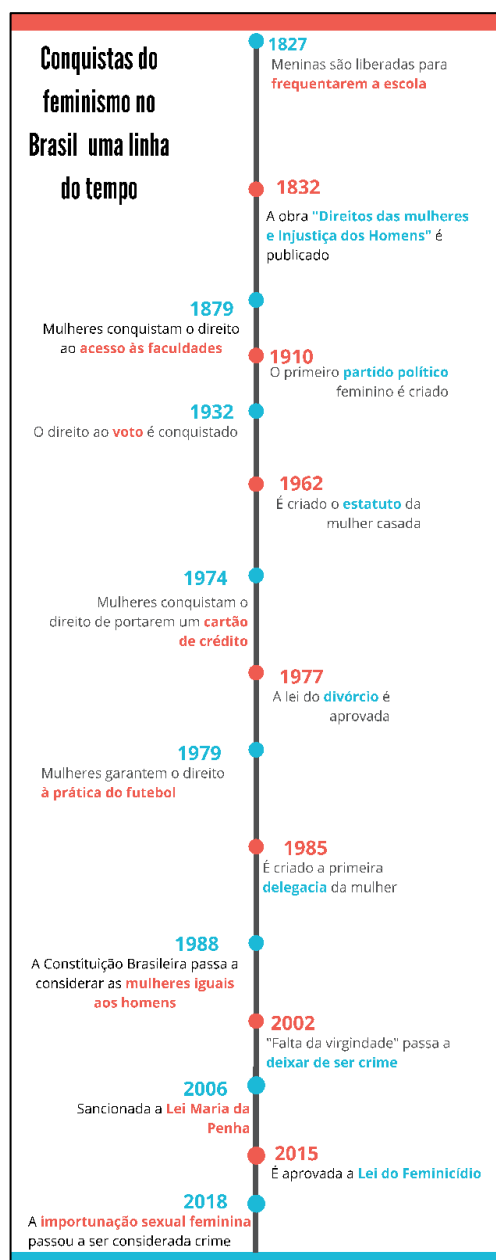 Conquistas do
feminismo no
Brasil uma linha
do tempo
1827
Meninas são liberadas para
frequentarem a escola
1832
A obra "Direitos das mulheres
e Injustiça dos Homens" é
publicado
1879
Mulheres conquistam o direito
ao acesso às faculdades
1910
O primeiro partido político
feminino é criado
1932
O direito ao voto é conquistado
1962
É criado o estatuto da
mulher casada
1974
Mulheres conquistam o
direito de portarem um cartão
de crédito
1977
A lei do divórcio é
aprovada
1979
Mulheres garantem o direito
à prática do futebol
1985
É criado a primeira
delegacia da mulher
1988
A Constituição Brasileira passa a
considerar as mulheres iguais
aos homens
2002
"Falta da virgindade" passa a
deixar de ser crime
2006
Sancionada a Lei Maria da
Penha
2015
É aprovada a Lei do Feminicídio
2018
A importunação sexual feminina
passou a ser considerada crime